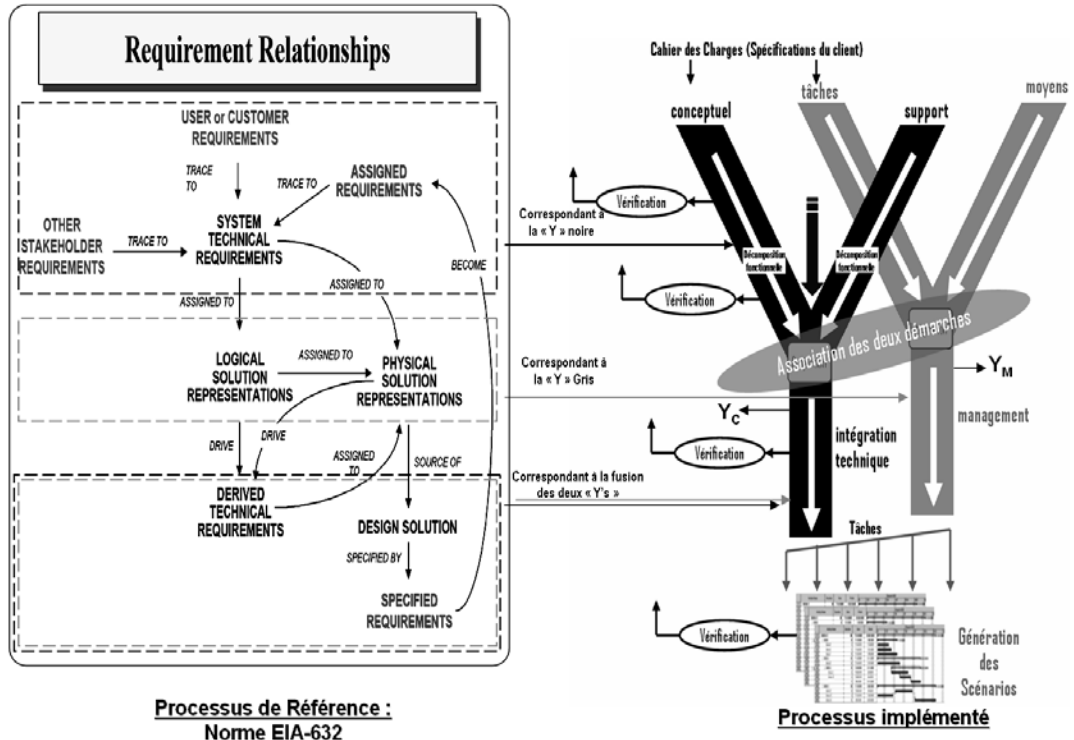 Requirement Relationships
USER or CUSTOMER
REQUIREMENTS
TRACE
TO
TRACE TO
ASSIGNED
REQUIREMENTS
OTHER
STAKEHOLDER
REQUIREMENTS
TRACE TO
SYSTEM
TECHNICAL
REQUIREMENTS
BECOME
ASSIGNED TO
ASSIGNED TO
LOGICAL
SOLUTION
REPRESENTATIONS
ASSIGNED TO
PHYSICAL
SOLUTION
REPRESENTATIONS
DRIVE
DRIVE
ASSIGNED
TO
SOURCE OF
DERIVED
TECHNICAL
REQUIREMENTS
DESIGN SOLUTION
SPECIFIED BY
SPECIFIED
REQUIREMENTS
Processus de Référence :
Norme EIA-632
Correspondant à
la « Y » noire
Correspondant à
la « Y » Gris
Correspondant à la fusion
des deux « Y's »
Cahier des Charges (Spécifications du client)
conceptuel
tâches
support
moyens
Vérification
Décomposition
fonctionnelle
Décomposition
fonctionnelle
Vérification
Association des deux démarches
Y_C
Y_M
intégration
technique
management
Vérification
Tâches
Vérification
Génération
des
Scénarios
Processus implémenté